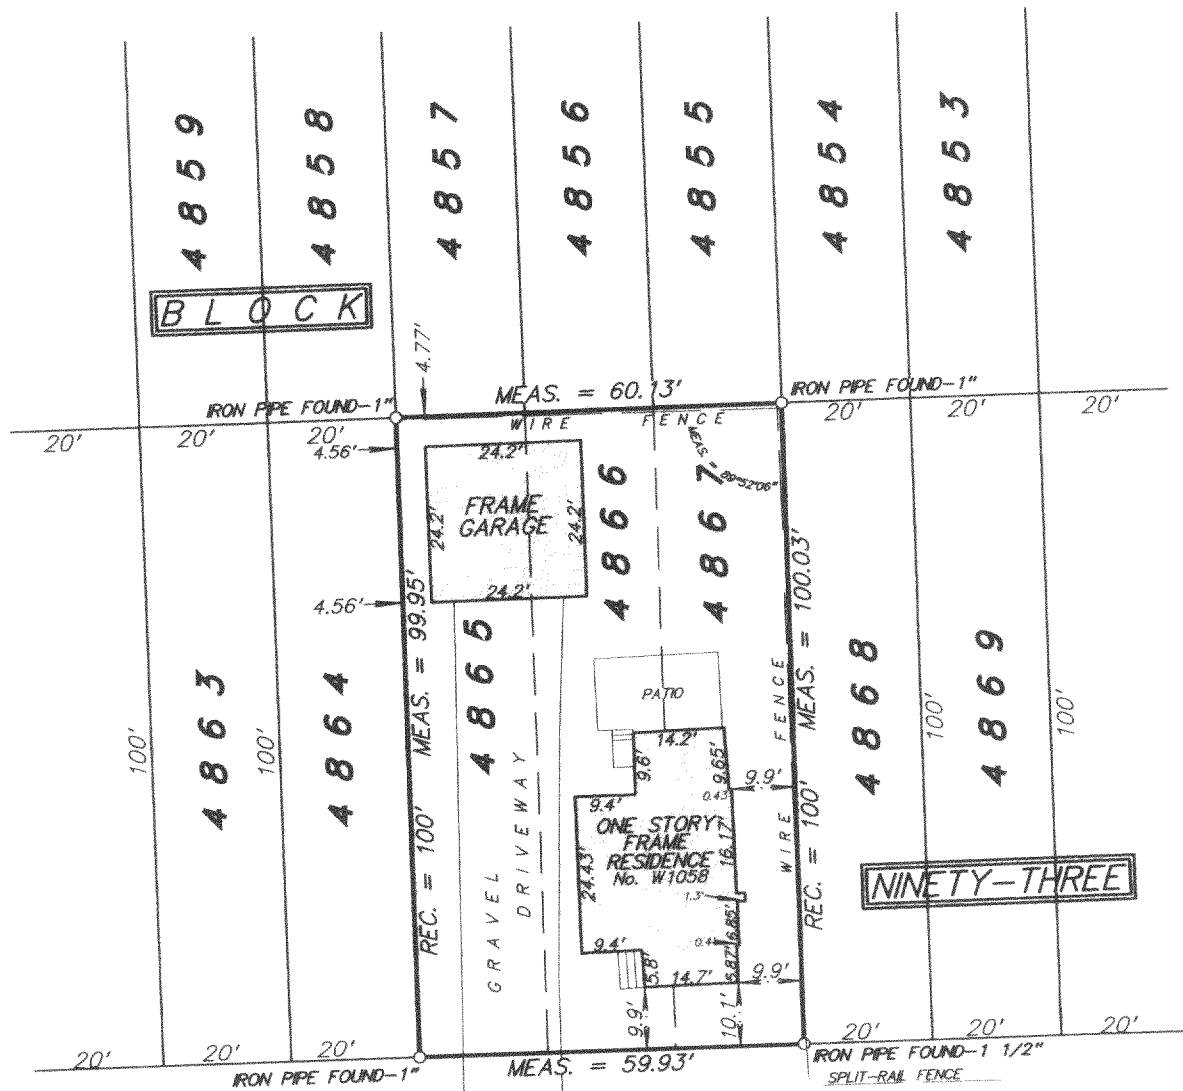 4859
4858
4857
4856
4855
4854
4853
BLOCK
4.77'
MEAS. = 60.13'
IRON PIPE FOUND-1"
IRON PIPE FOUND-1"
20'
20'
20'
20'
20'
20'
WIRE FENCE
4.56'
24.2'
MEAS. = 89°52'06"
FRAME
GARAGE
24.2'
24.2'
24.2'
4.56'
4866
4867
4865
REC. = 100' MEAS. = 99.95'
REC. = 100' MEAS. = 100.03'
WIRE FENCE
PATIO
4863
4864
4868
4869
100'
100'
100'
100'
14.2'
9.6'
9.65'
9.9'
0.43'
9.4'
ONE STORY
FRAME
RESIDENCE
No. W1058
16.17'
24.43'
1.3'
6.85'
9.4'
5.8'
5.87'
14.7'
9.9'
9.9'
10.1'
GRAVEL
DRIVEWAY
NINETY-THREE
20'
20'
20'
20'
20'
20'
IRON PIPE FOUND-1"
MEAS. = 59.93'
IRON PIPE FOUND-1 1/2"
SPLIT-RAIL FENCE